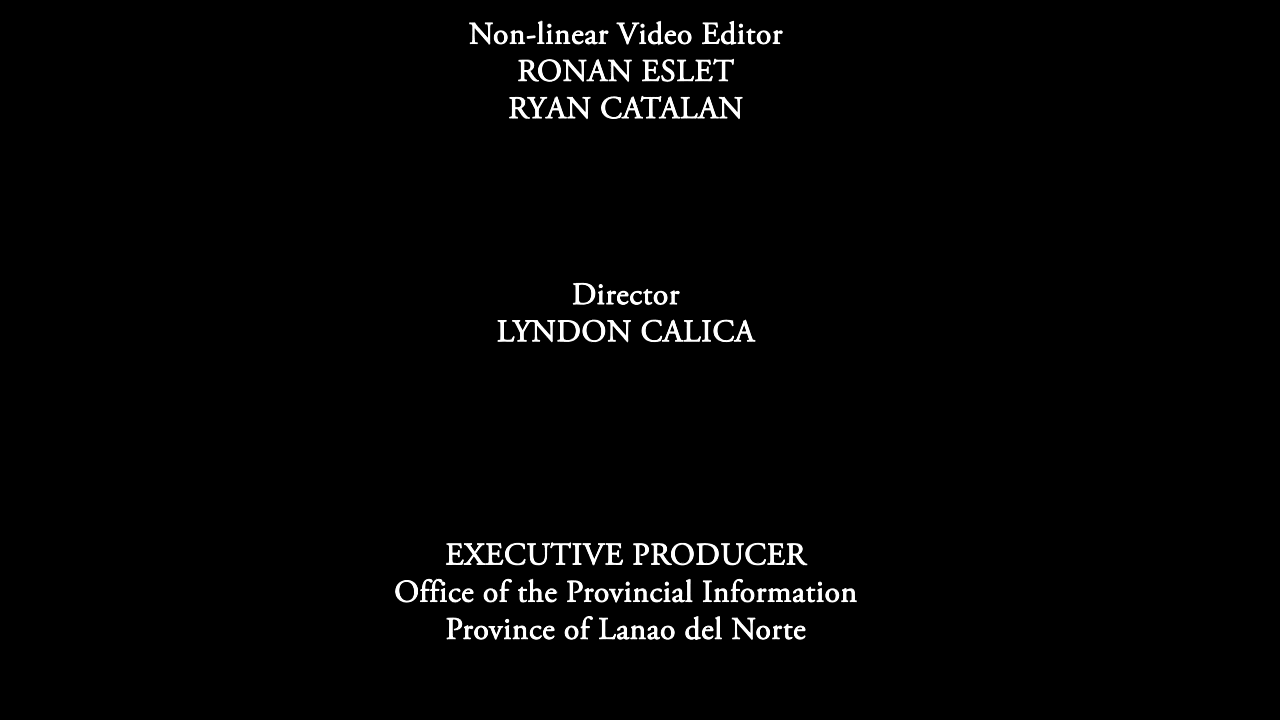 Non-linear Video Editor
RONAN ESLET
RYAN CATALAN
Director
LYNDON CALICA
EXECUTIVE PRODUCER
Office of the Provincial Information
Province of Lanao del Norte